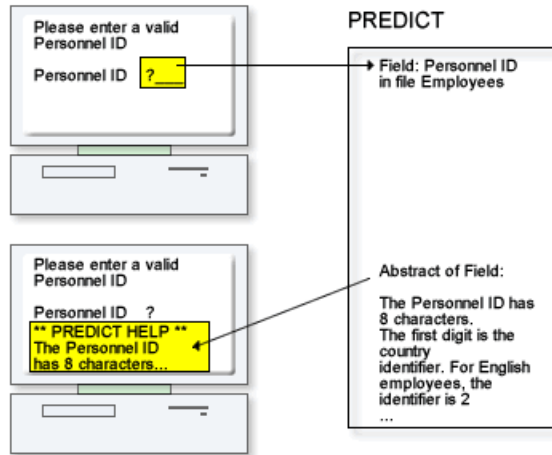 Please enter a valid
Personnel ID
Personnel ID ?___
PREDICT
Field: Personnel ID
in file Employees
Please enter a valid
Personnel ID
Personnel ID ?
** PREDICT HELP **
The Personnel ID
has 8 characters...
Abstract of Field:
The Personnel ID has
8 characters.
The first digit is the
country
identifier. For English
employees, the
identifier is 2
...